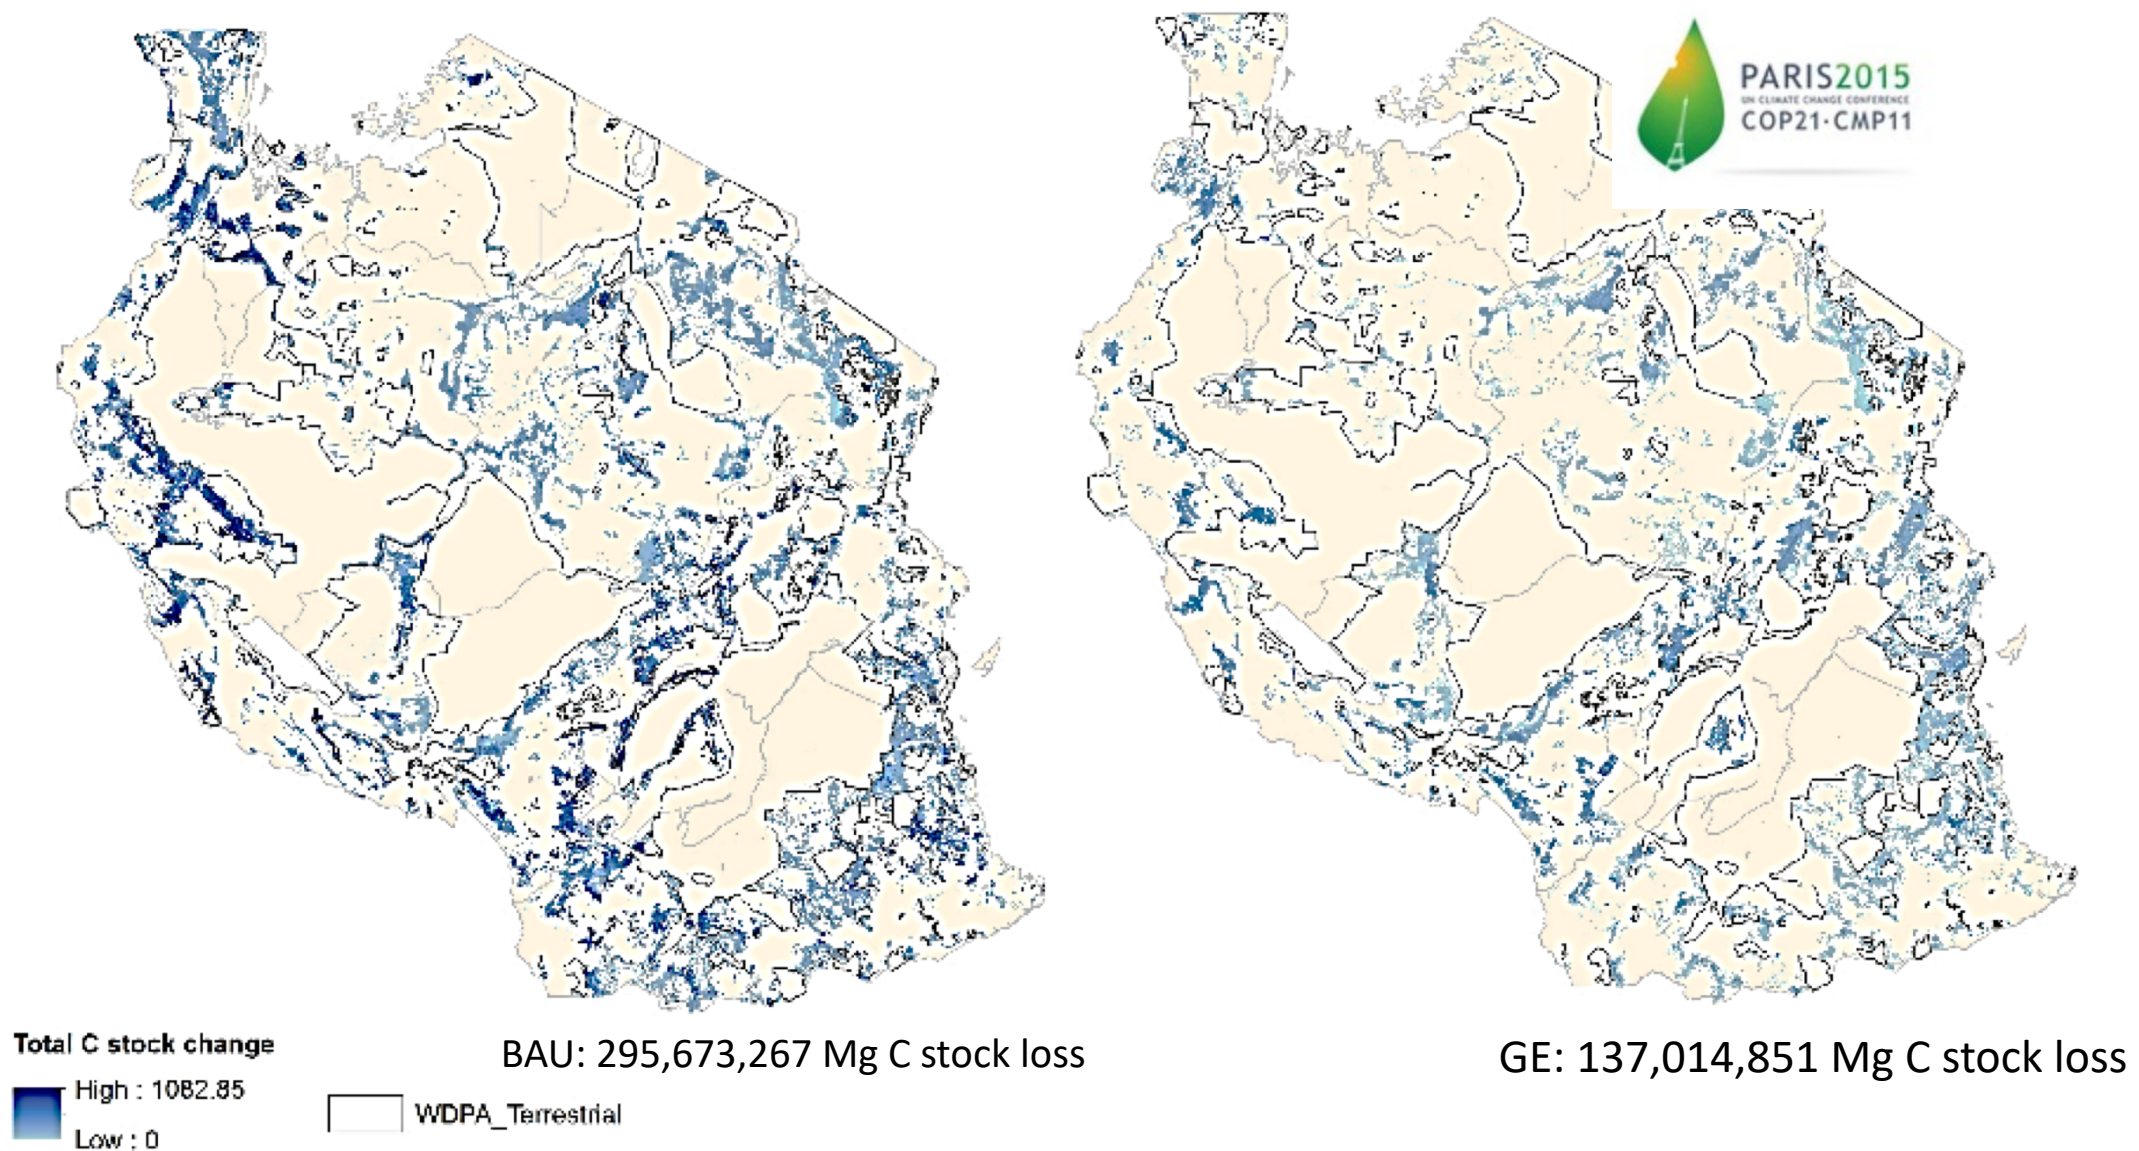 PARIS2015
UN CLIMATE CHANGE CONFERENCE
COP21·CMP11
Total C stock change
High : 1082.85
Low : 0
WDPA_Terrestrial
BAU: 295,673,267 Mg C stock loss
GE: 137,014,851 Mg C stock loss